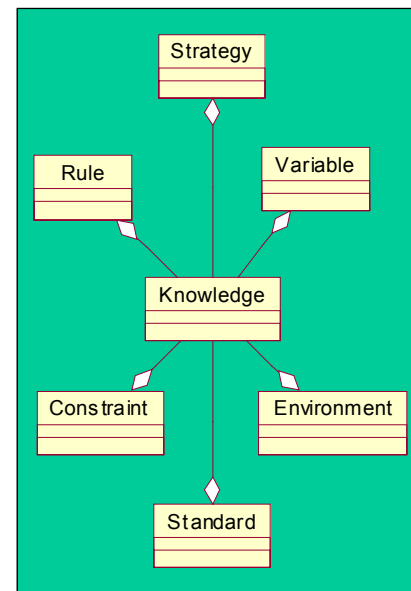 Strategy
Rule
Variable
Knowledge
Constraint
Environment
Standard